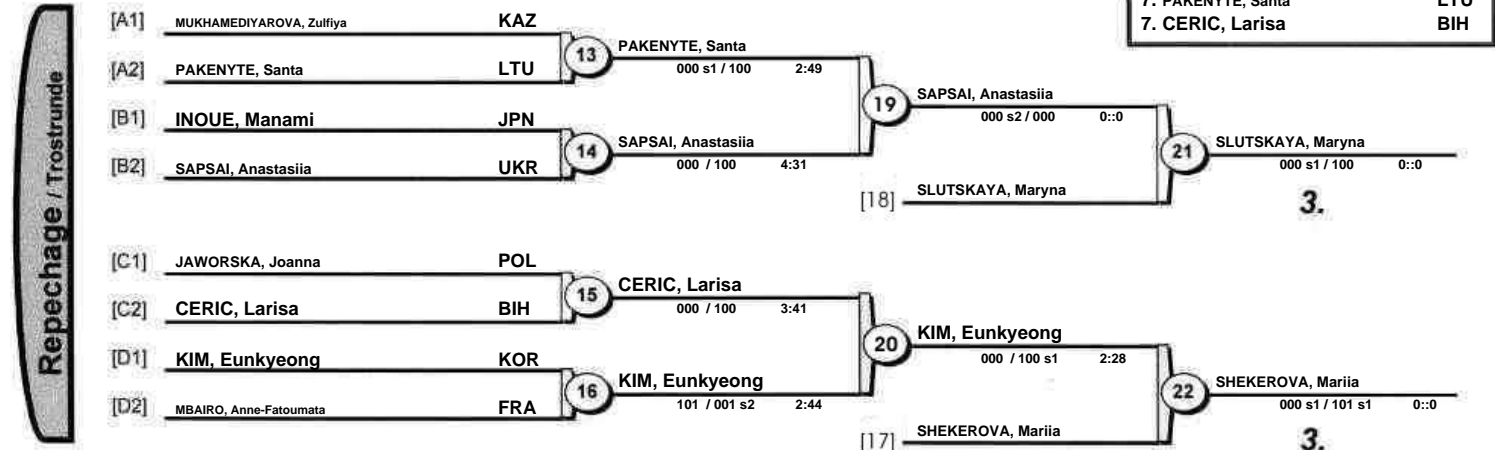 7. PAKENYTE, Santa LTU
7. CERIC, Larisa BIH
Repechage / Trostrunde
[A1] MUKHAMEDIYAROVA, Zulfiya KAZ
[A2] PAKENYTE, Santa LTU
13 PAKENYTE, Santa
000 s1 / 100 2:49
[B1] INOUE, Manami JPN
[B2] SAPSAI, Anastasiia UKR
14 SAPSAI, Anastasiia
000 / 100 4:31
19 SAPSAI, Anastasiia
000 s2 / 000 0::0
[18] SLUTSKAYA, Maryna
21 SLUTSKAYA, Maryna
000 s1 / 100 0::0
3.
[C1] JAWORSKA, Joanna POL
[C2] CERIC, Larisa BIH
15 CERIC, Larisa
000 / 100 3:41
[D1] KIM, Eunkyeong KOR
[D2] MBAIRO, Anne-Fatoumata FRA
16 KIM, Eunkyeong
101 / 001 s2 2:44
20 KIM, Eunkyeong
000 / 100 s1 2:28
[17] SHEKEROVA, Mariia
22 SHEKEROVA, Mariia
000 s1 / 101 s1 0::0
3.